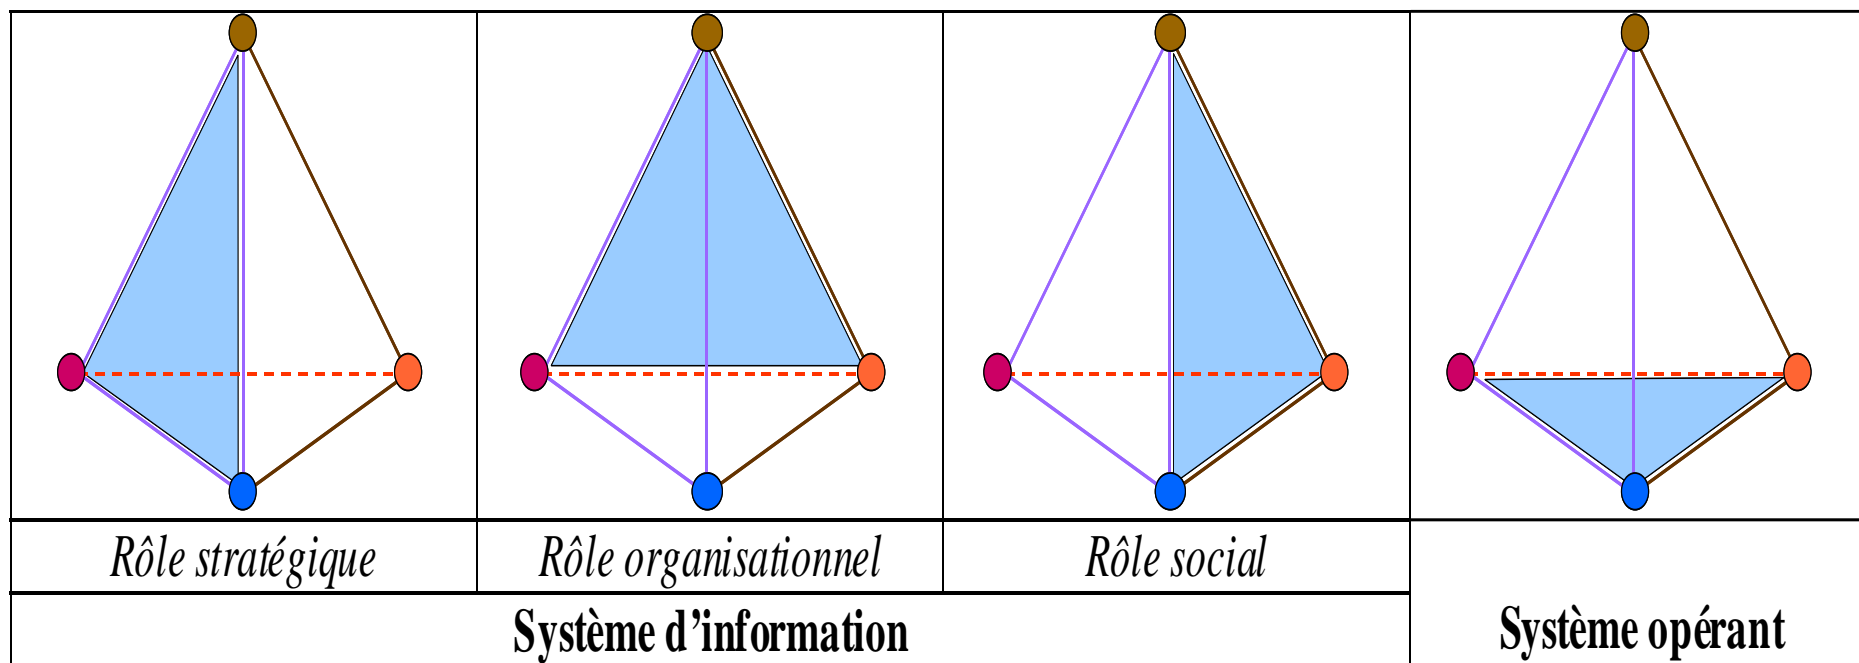 Rôle stratégique
Rôle organisationnel
Rôle social
Système d’information
Système opérant